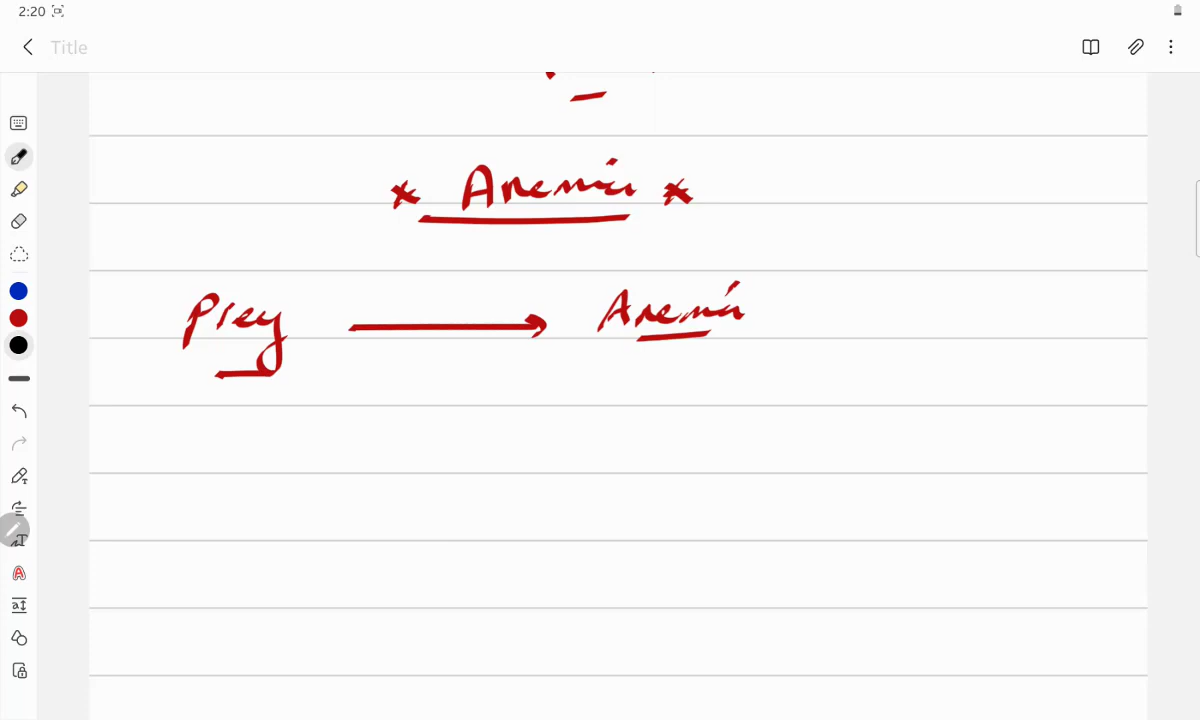 2:20
Title
* Anemia *
Preg → Anemia